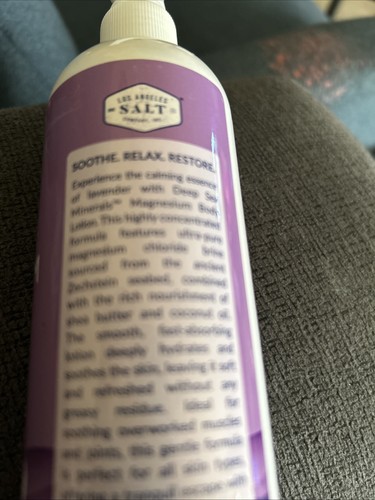 LOS ANGELES
SALT
COMPANY, INC.
SOOTHE. RELAX. RESTORE.
Experience the calming essence
of lavender with Deep Sea
Minerals™ Magnesium Body
Lotion. This highly concentrated
formula features ultra-pure
magnesium chloride brine
sourced from the ancient
Zechstein seabed, combined
with the rich nourishment of
shea butter and coconut oil.
The smooth, fast-absorbing
lotion deeply hydrates and
soothes the skin, leaving it soft
and refreshed without any
greasy residue. Ideal for
soothing overworked muscles
and joints, this gentle formula
is perfect for all skin types.